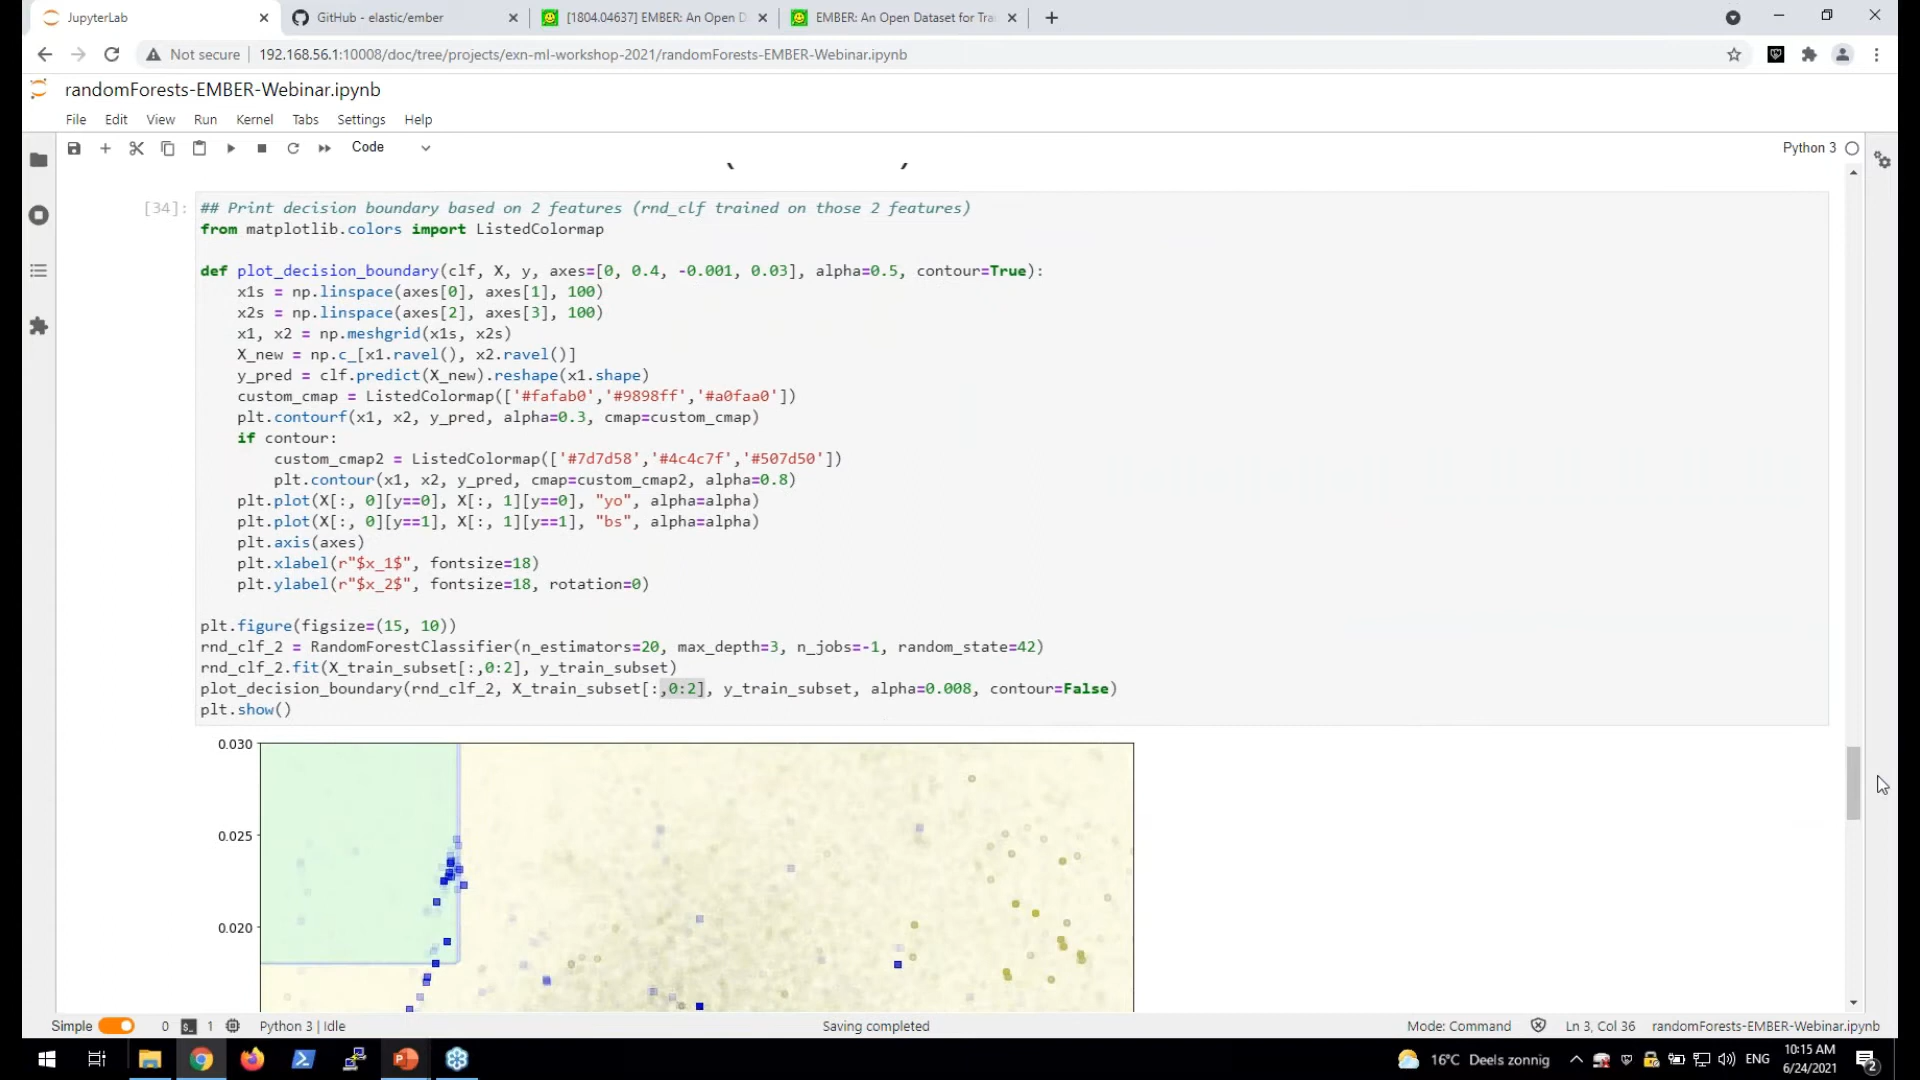 JupyterLab
GitHub - elastic/ember
[1804.04637] EMBER: An Open D
EMBER: An Open Dataset for Tra
Not secure
192.168.56.1:10008/doc/tree/projects/exn-ml-workshop-2021/randomForests-EMBER-Webinar.ipynb
randomForests-EMBER-Webinar.ipynb
File Edit View Run Kernel Tabs Settings Help
Code
Python 3
[34]:
## Print decision boundary based on 2 features (rnd_clf trained on those 2 features)
from matplotlib.colors import ListedColormap
def plot_decision_boundary(clf, X, y, axes=[0, 0.4, -0.001, 0.03], alpha=0.5, contour=True):
x1s = np.linspace(axes[0], axes[1], 100)
x2s = np.linspace(axes[2], axes[3], 100)
x1, x2 = np.meshgrid(x1s, x2s)
X_new = np.c_[x1.ravel(), x2.ravel()]
y_pred = clf.predict(X_new).reshape(x1.shape)
custom_cmap = ListedColormap(['#fafab0','#9898ff','#a0faa0'])
plt.contourf(x1, x2, y_pred, alpha=0.3, cmap=custom_cmap)
if contour:
custom_cmap2 = ListedColormap(['#7d7d58','#4c4c7f','#507d50'])
plt.contour(x1, x2, y_pred, cmap=custom_cmap2, alpha=0.8)
plt.plot(X[:, 0][y==0], X[:, 1][y==0], "yo", alpha=alpha)
plt.plot(X[:, 0][y==1], X[:, 1][y==1], "bs", alpha=alpha)
plt.axis(axes)
plt.xlabel(r"$x_1$", fontsize=18)
plt.ylabel(r"$x_2$", fontsize=18, rotation=0)
plt.figure(figsize=(15, 10))
rnd_clf_2 = RandomForestClassifier(n_estimators=20, max_depth=3, n_jobs=-1, random_state=42)
rnd_clf_2.fit(X_train_subset[:,0:2], y_train_subset)
plot_decision_boundary(rnd_clf_2, X_train_subset[:,0:2], y_train_subset, alpha=0.008, contour=False)
plt.show()
0.030
0.025
0.020
Simple 0 1 Python 3 | Idle Saving completed Mode: Command Ln 3, Col 36 randomForests-EMBER-Webinar.ipynb
16°C Deels zonnig ENG 10:15 AM
6/24/2021
2